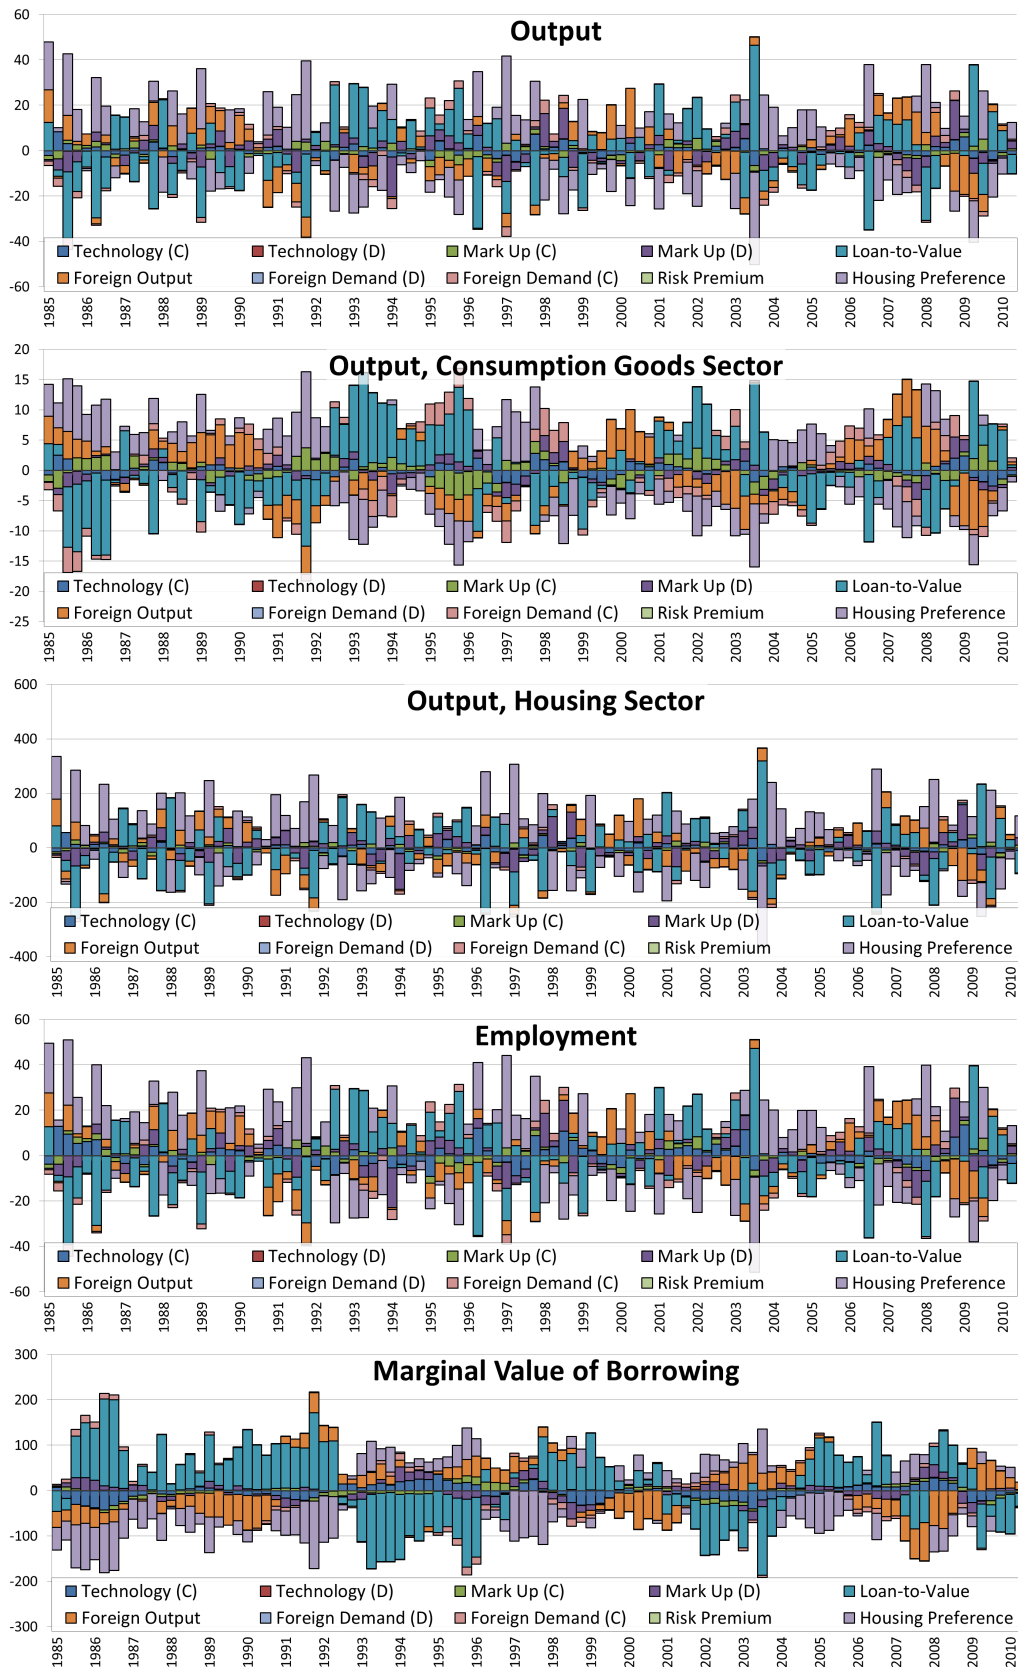 Output
60
40
20
0
-20
-40
-60
Technology (C) Technology (D) Mark Up (C) Mark Up (D) Loan-to-Value
Foreign Output Foreign Demand (D) Foreign Demand (C) Risk Premium Housing Preference
1985 1986 1987 1988 1989 1990 1991 1992 1993 1994 1995 1996 1997 1998 1999 2000 2001 2002 2003 2004 2005 2006 2007 2008 2009 2010
Output, Consumption Goods Sector
20
15
10
5
0
-5
-10
-15
-20
-25
Technology (C) Technology (D) Mark Up (C) Mark Up (D) Loan-to-Value
Foreign Output Foreign Demand (D) Foreign Demand (C) Risk Premium Housing Preference
1985 1986 1987 1988 1989 1990 1991 1992 1993 1994 1995 1996 1997 1998 1999 2000 2001 2002 2003 2004 2005 2006 2007 2008 2009 2010
Output, Housing Sector
600
400
200
0
-200
-400
Technology (C) Technology (D) Mark Up (C) Mark Up (D) Loan-to-Value
Foreign Output Foreign Demand (D) Foreign Demand (C) Risk Premium Housing Preference
1985 1986 1987 1988 1989 1990 1991 1992 1993 1994 1995 1996 1997 1998 1999 2000 2001 2002 2003 2004 2005 2006 2007 2008 2009 2010
Employment
60
40
20
0
-20
-40
-60
Technology (C) Technology (D) Mark Up (C) Mark Up (D) Loan-to-Value
Foreign Output Foreign Demand (D) Foreign Demand (C) Risk Premium Housing Preference
1985 1986 1987 1988 1989 1990 1991 1992 1993 1994 1995 1996 1997 1998 1999 2000 2001 2002 2003 2004 2005 2006 2007 2008 2009 2010
Marginal Value of Borrowing
300
200
100
0
-100
-200
-300
Technology (C) Technology (D) Mark Up (C) Mark Up (D) Loan-to-Value
Foreign Output Foreign Demand (D) Foreign Demand (C) Risk Premium Housing Preference
1985 1986 1987 1988 1989 1990 1991 1992 1993 1994 1995 1996 1997 1998 1999 2000 2001 2002 2003 2004 2005 2006 2007 2008 2009 2010